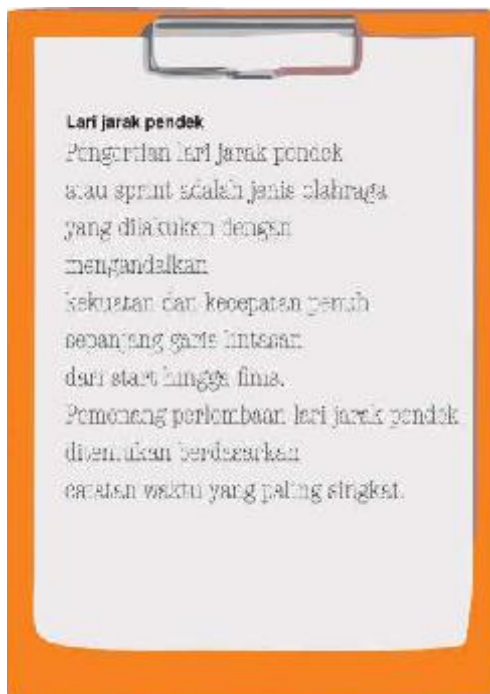 Lari jarak pendek
Pengertian lari jarak pendek
atau sprint adalah jenis olahraga
yang dilakukan dengan
mengandalkan
kekuatan dan kecepatan penuh
sepanjang garis lintasan
dari start hingga finis.
Pemenang perlombaan lari jarak pendek
ditentukan berdasarkan
catatan waktu yang paling singkat.